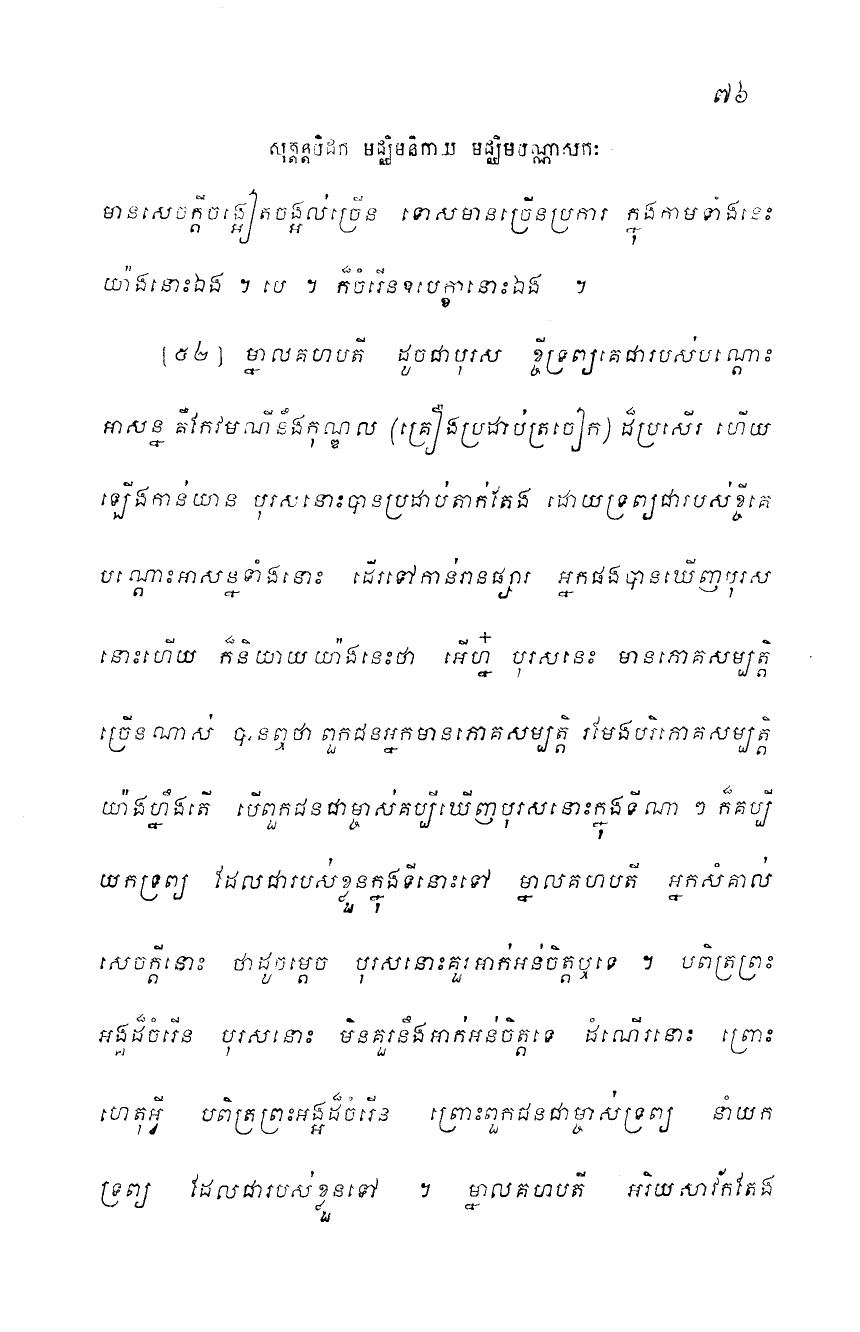 ៧៦
សុត្តន្តបិដក មជ្ឈិមនិកាយ មជ្ឈិមបណ្ណាសកៈ
មានសេចក្តីចង្អៀតចង្អល់ច្រើន ទោសមានច្រើនប្រការ ក្នុងកាមទាំងនេះ
យ៉ាងនោះឯង ។ បេ ។ ក៏ចំរើនឧបេក្ខានោះឯង ។
[៥២] ម្នាលគហបតី ដូចជាបុរស ខ្ចីទ្រព្យគេជារបស់បណ្តោះ
អាសន្ន គឺកែវមណីនឹងកុណ្ឌល (គ្រឿងប្រដាប់ត្រចៀក) ដ៏ប្រសើរ ហើយ
ឡើងកាន់យាន បុរសនោះបានប្រដាប់តាក់តែង ដោយទ្រព្យជារបស់ខ្ចីគេ
បណ្តោះអាសន្នទាំងនោះ ដើរទៅកាន់រានផ្សារ អ្នកផងបានឃើញបុរស
នោះហើយ ក៏និយាយយ៉ាងនេះថា អើហ្ន៎ បុរសនេះ មានភោគសម្បត្តិ
ច្រើនណាស់ បានឮថា ពួកជនអ្នកមានភោគសម្បត្តិ រមែងបរិភោគសម្បត្តិ
យ៉ាងហ្នឹងតើ បើពួកជនជាម្ចាស់គប្បីឃើញបុរសនោះក្នុងទីណា ៗ ក៏គប្បី
យកទ្រព្យ ដែលជារបស់ខ្លួនក្នុងទីនោះទៅ ម្នាលគហបតី អ្នកសំគាល់
សេចក្តីនោះ ថាដូចម្តេច បុរសនោះគួរអាក់អន់ចិត្តឬទេ ។ បពិត្រព្រះ
អង្គដ៏ចំរើន បុរសនោះ មិនគួរនឹងអាក់អន់ចិត្តទេ ដំណើរនោះ ព្រោះ
ហេតុអ្វី បពិត្រព្រះអង្គដ៏ចំរើន ព្រោះពួកជនជាម្ចាស់ទ្រព្យ នាំយក
ទ្រព្យ ដែលជារបស់ខ្លួនទៅ ។ ម្នាលគហបតី អរិយសាវ័កតែង